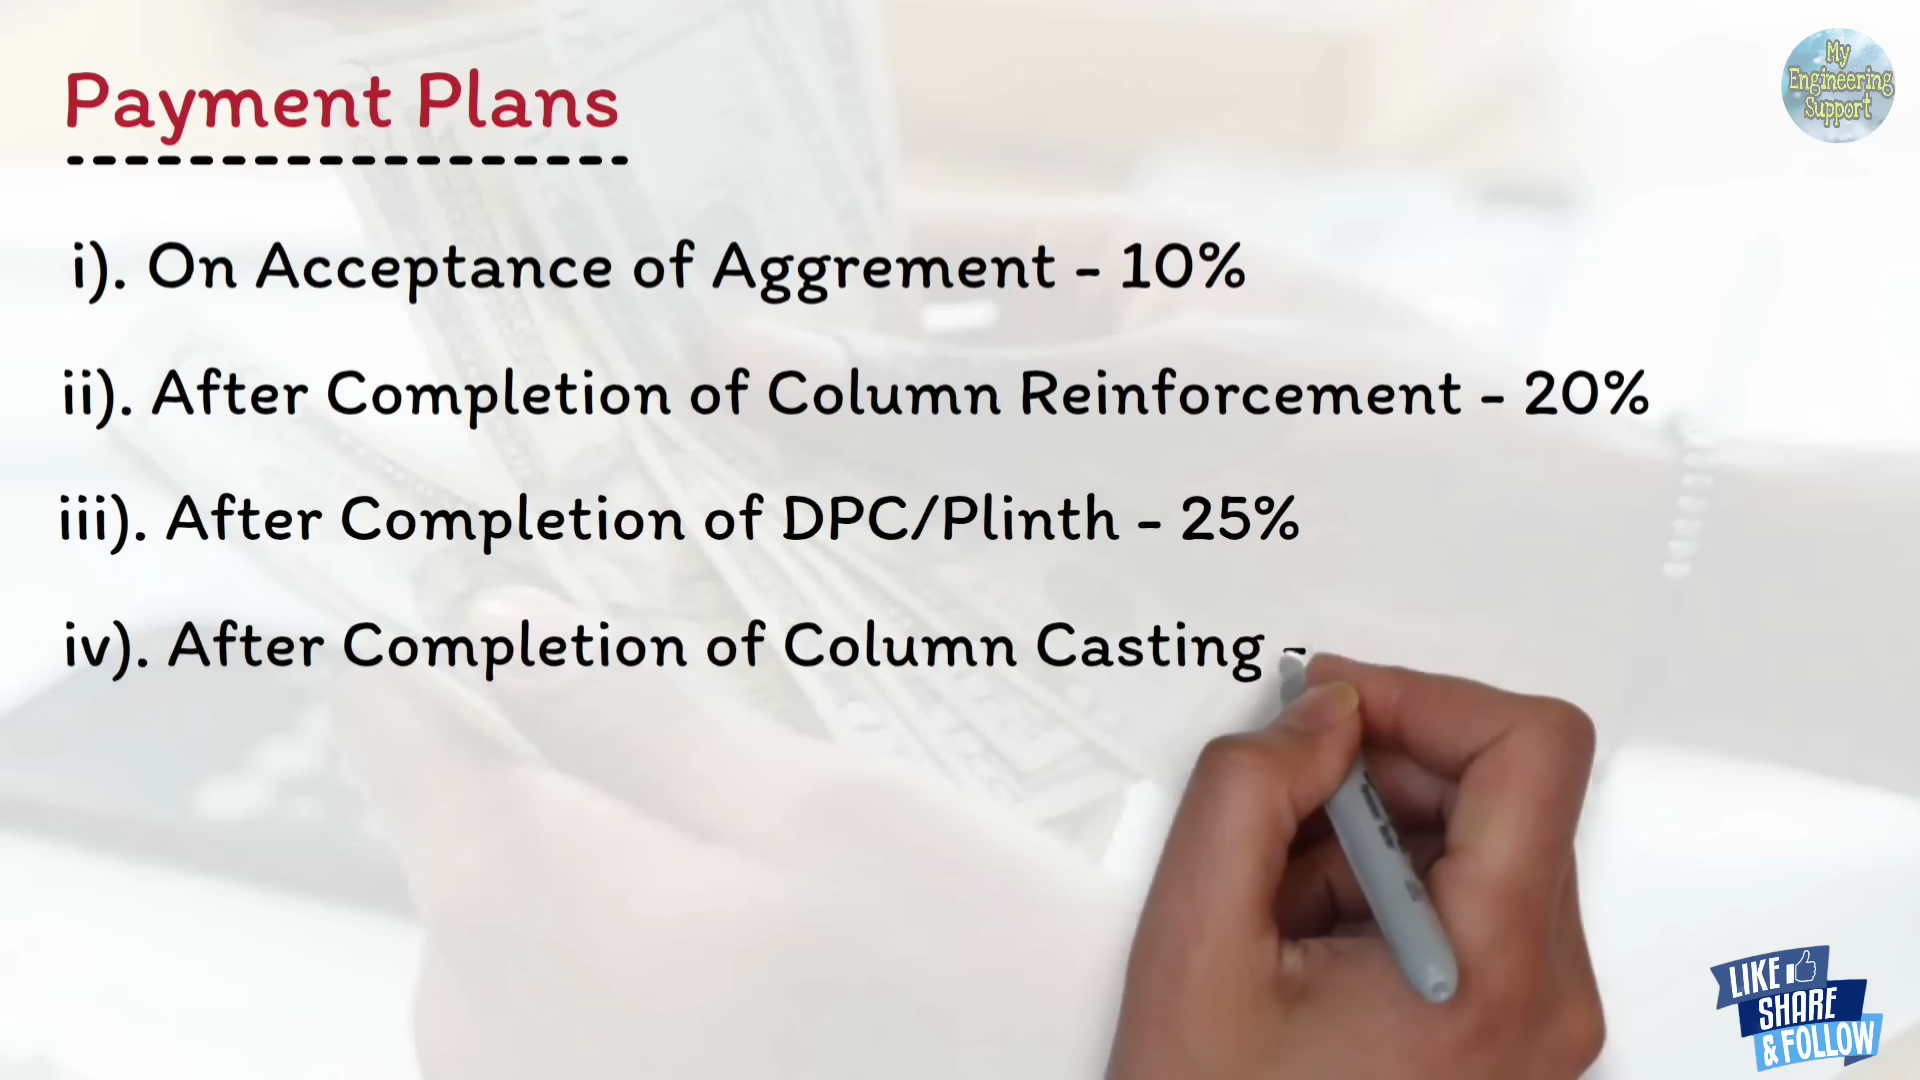 Payment Plans
i). On Acceptance of Aggrement - 10%
ii). After Completion of Column Reinforcement - 20%
iii). After Completion of DPC/Plinth - 25%
iv). After Completion of Column Casting -
My
Engineering
Support
LIKE
SHARE
& FOLLOW